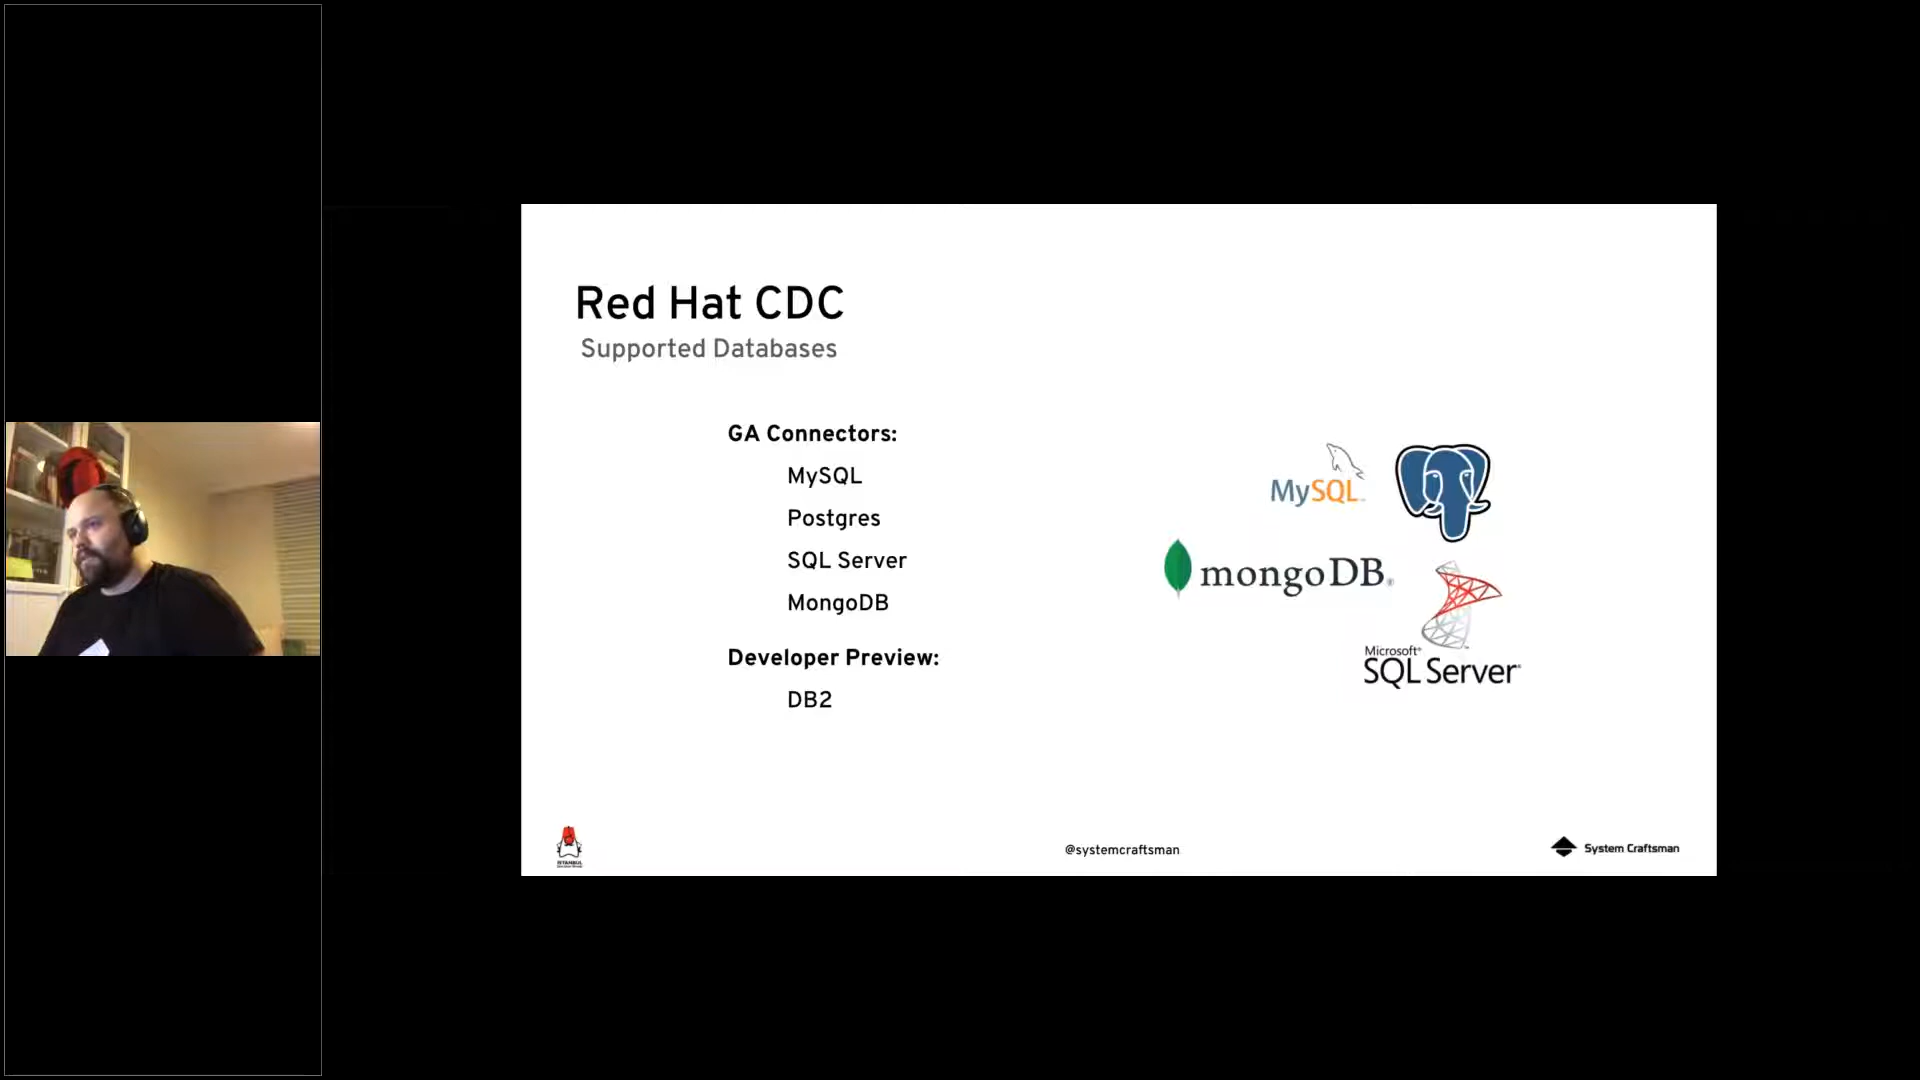 Red Hat CDC
Supported Databases
GA Connectors:
MySQL
Postgres
SQL Server
MongoDB
Developer Preview:
DB2
MySQL
mongoDB®
Microsoft®
SQL Server®
ISTANBUL
@systemcraftsman
System Craftsman